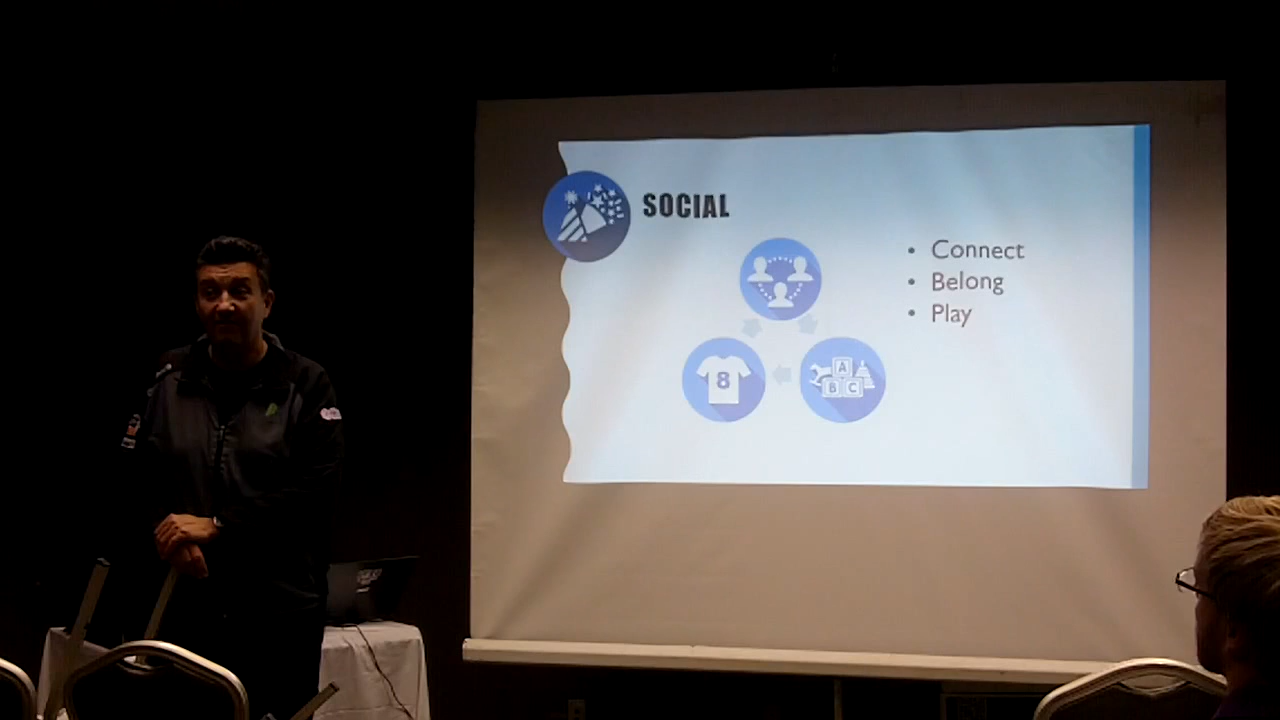 SOCIAL
• Connect
• Belong
• Play
8
A
B C